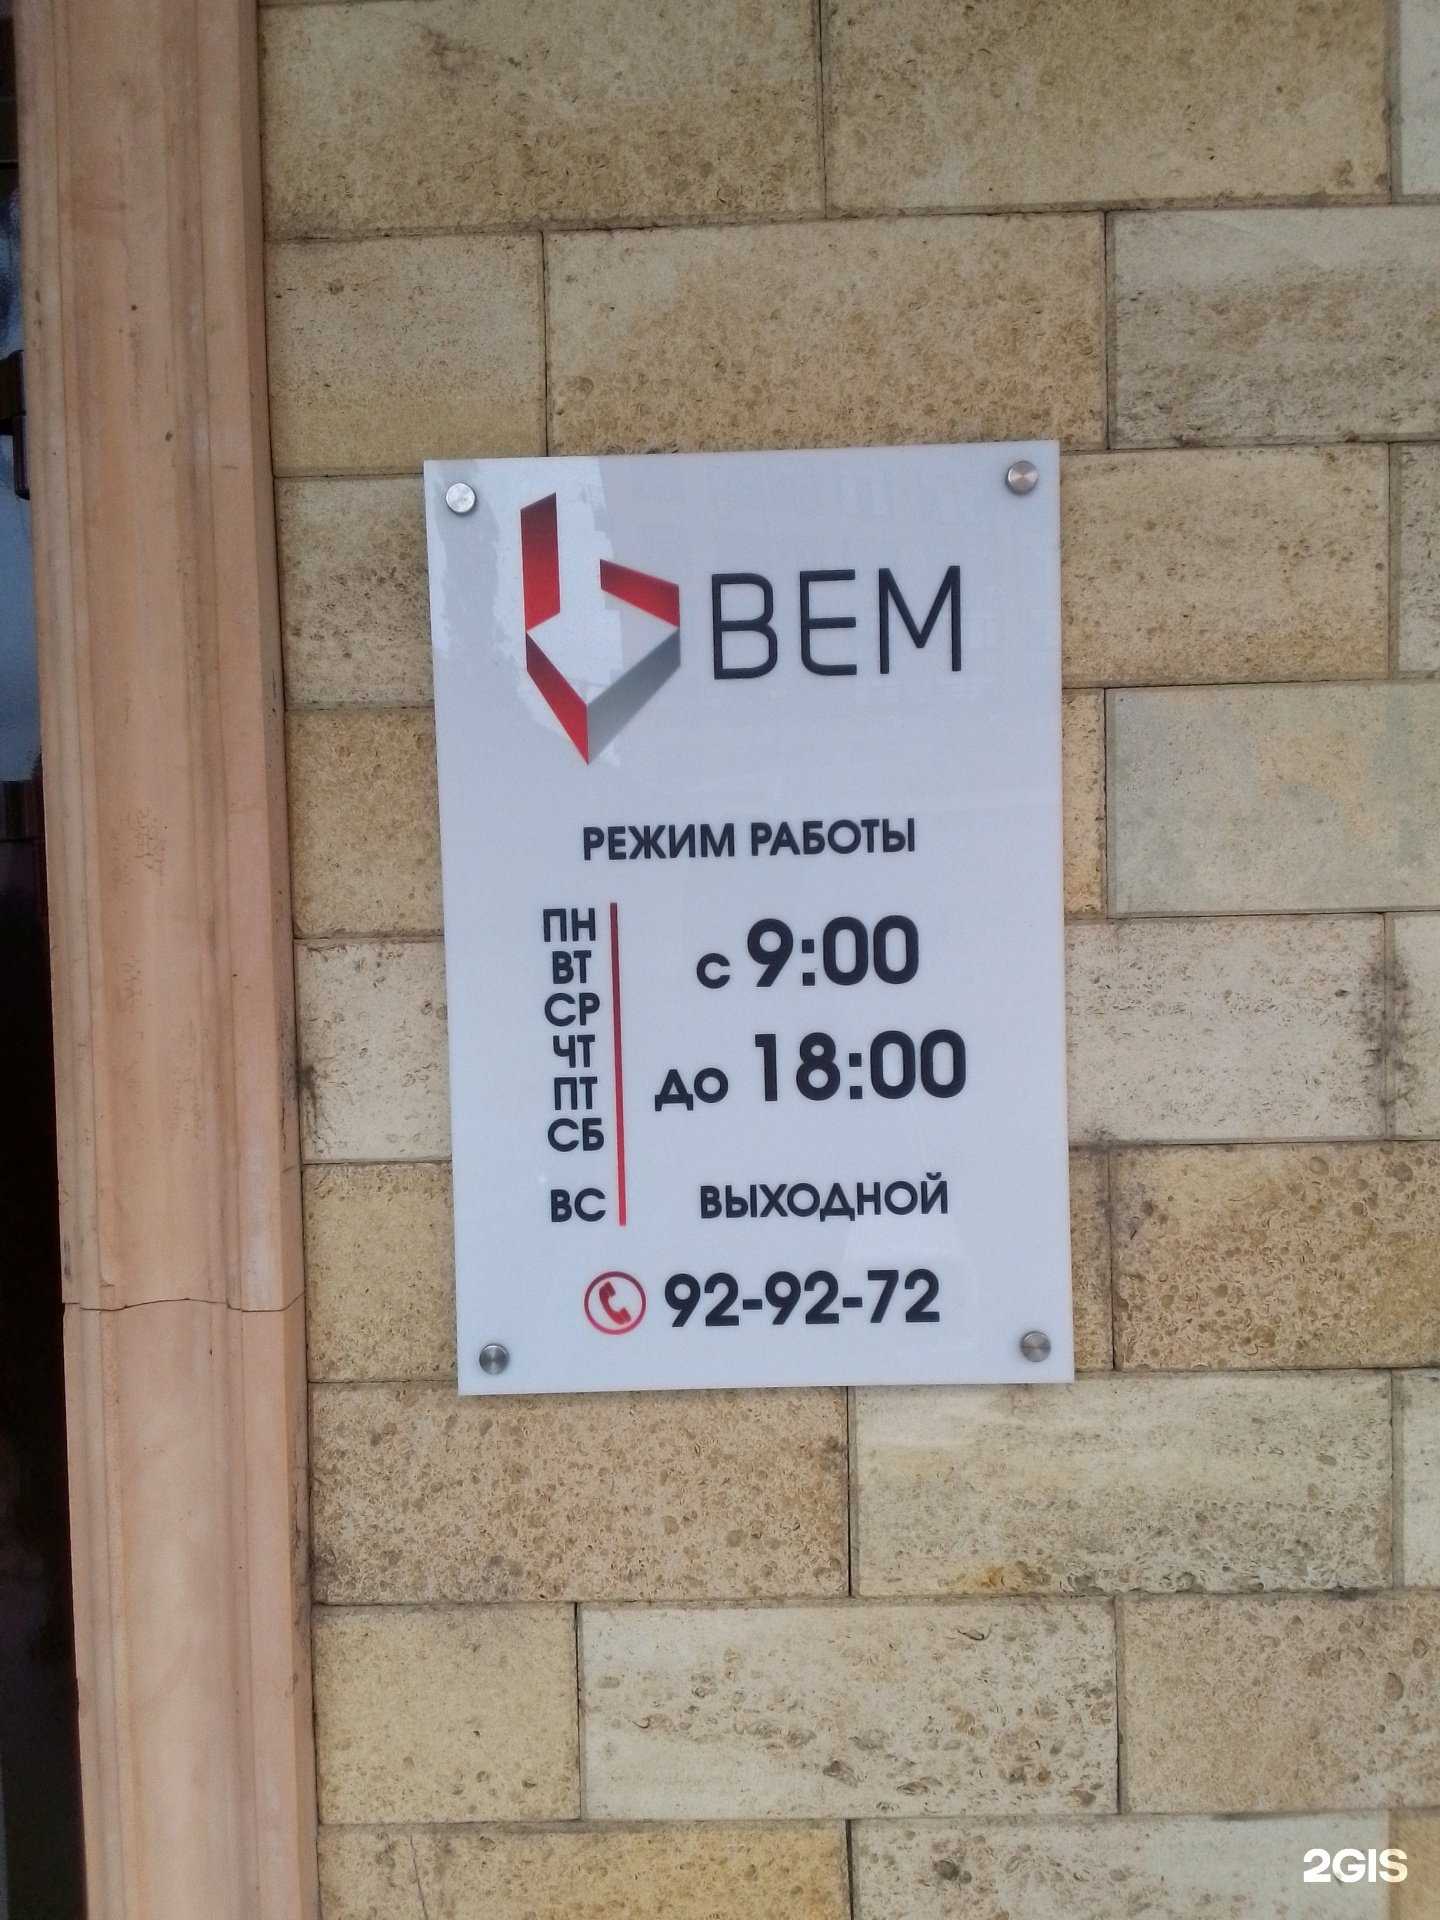 ВЕМ
РЕЖИМ РАБОТЫ
ПН
ВТ
СР
ЧТ
ПТ
СБ
с 9:00
до 18:00
ВС ВЫХОДНОЙ
92-92-72
2GIS